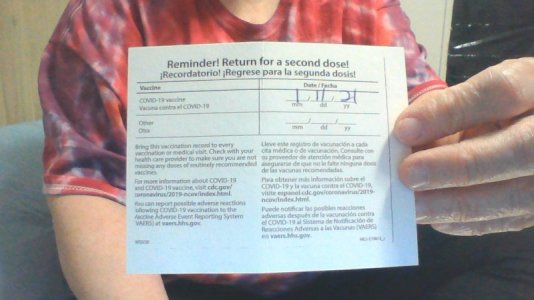 Reminder! Return for a second dose!
¡Recordatorio! ¡Regrese para la segunda dosis!
Vaccine
Date / Fecha
COVID-19 vaccine
Vacuna contra el COVID-19
1 / 11 / 21
mm dd yy
Other
Otra
/ /
mm dd yy
Bring this vaccination record to every
vaccination or medical visit. Check with your
health care provider to make sure you are not
missing any doses of routinely recommended
vaccines.
For more information about COVID-19
and COVID-19 vaccine, visit cdc.gov/
coronavirus/2019-ncov/index.html.
You can report possible adverse reactions
following COVID-19 vaccination to the
Vaccine Adverse Event Reporting System
(VAERS) at vaers.hhs.gov.
Lleve este registro de vacunación a cada
cita médica o de vacunación. Consulte con
su proveedor de atención médica para
asegurarse de que no le falte ninguna dosis
de las vacunas recomendadas.
Para obtener más información sobre el
COVID-19 y la vacuna contra el COVID-19,
visite espanol.cdc.gov/coronavirus/2019-
ncov/index.html.
Puede notificar las posibles reacciones
adversas después de la vacunación contra
el COVID-19 al Sistema de Notificación de
Reacciones Adversas a las Vacunas (VAERS)
en vaers.hhs.gov.